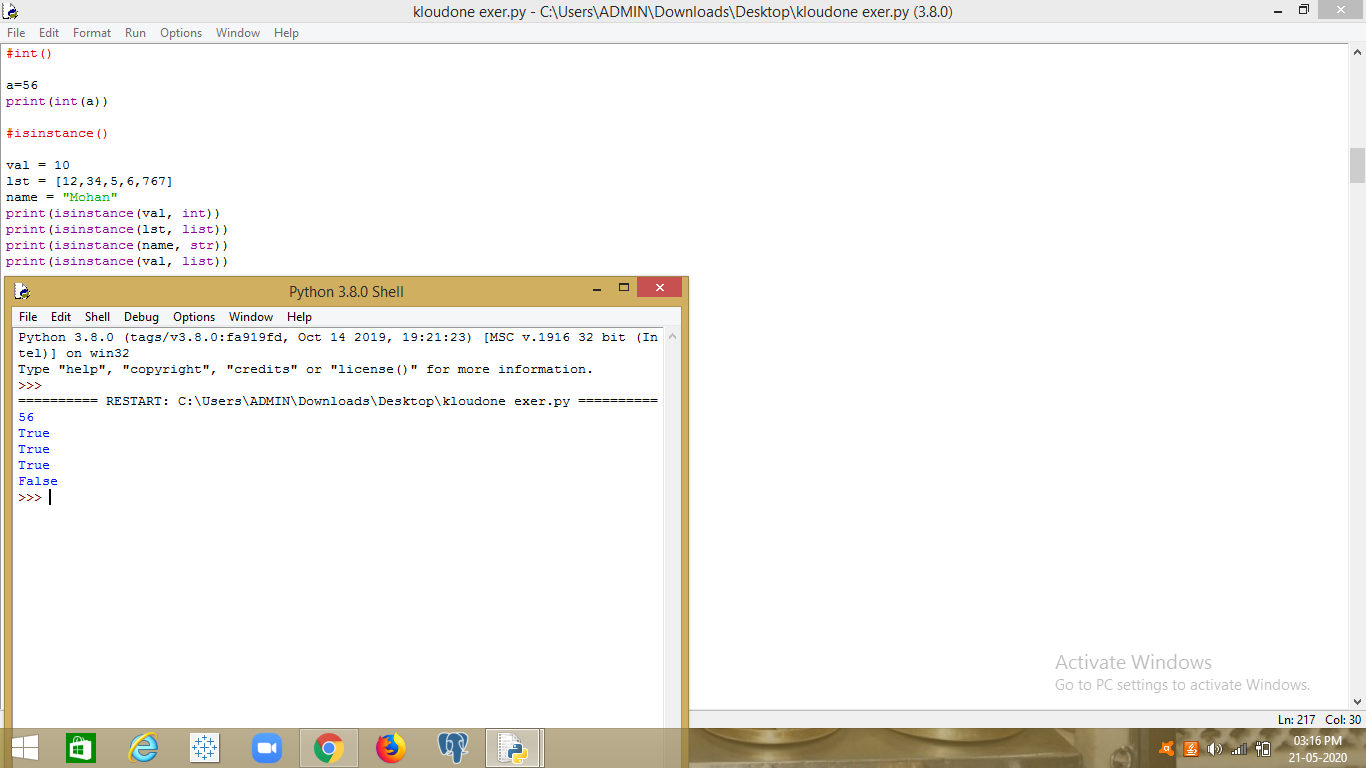 kloudone exer.py - C:\Users\ADMIN\Downloads\Desktop\kloudone exer.py (3.8.0)
File Edit Format Run Options Window Help
#int()
a=56
print(int(a))
#isinstance()
val = 10
lst = [12,34,5,6,767]
name = "Mohan"
print(isinstance(val, int))
print(isinstance(lst, list))
print(isinstance(name, str))
print(isinstance(val, list))
Python 3.8.0 Shell
File Edit Shell Debug Options Window Help
Python 3.8.0 (tags/v3.8.0:fa919fd, Oct 14 2019, 19:21:23) [MSC v.1916 32 bit (In
tel)] on win32
Type "help", "copyright", "credits" or "license()" for more information.
>>>
========== RESTART: C:\Users\ADMIN\Downloads\Desktop\kloudone exer.py ==========
56
True
True
True
False
>>>
Activate Windows
Go to PC settings to activate Windows.
Ln: 217 Col: 30
03:16 PM
21-05-2020